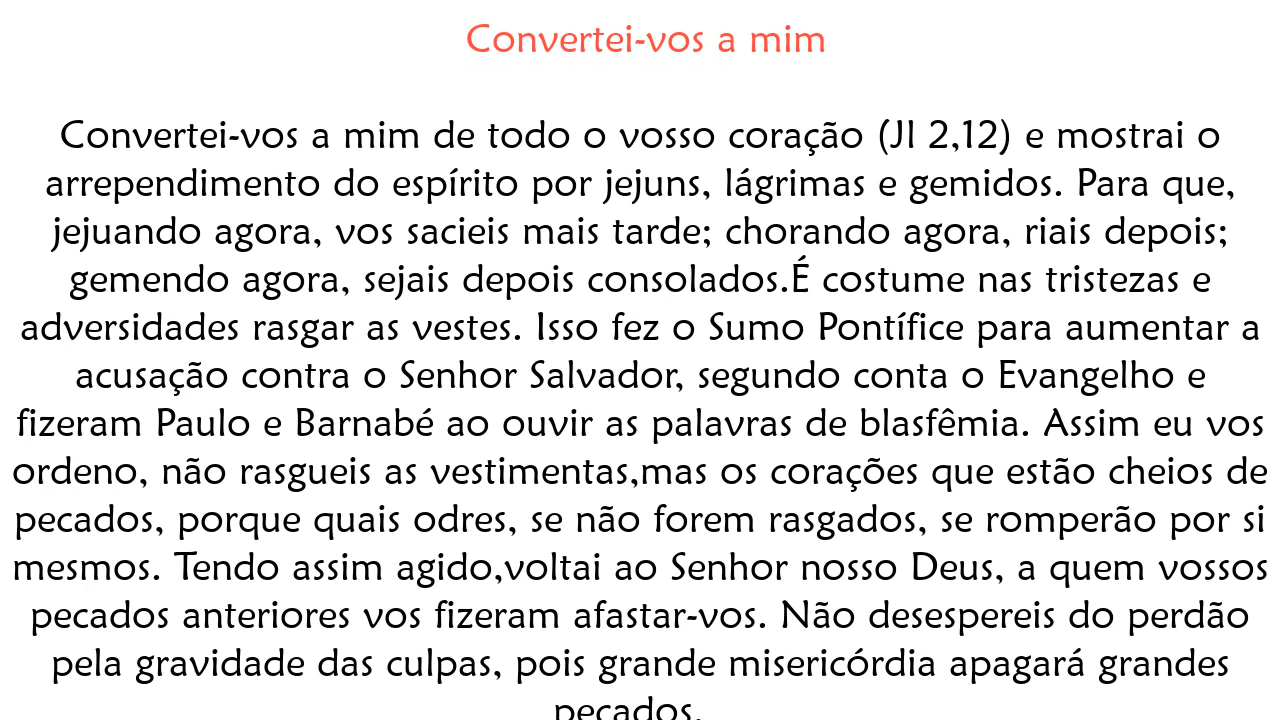 Convertei-vos a mim
Convertei-vos a mim de todo o vosso coração (Jl 2,12) e mostrai o
arrependimento do espírito por jejuns, lágrimas e gemidos. Para que,
jejuando agora, vos sacieis mais tarde; chorando agora, riais depois;
gemendo agora, sejais depois consolados.É costume nas tristezas e
adversidades rasgar as vestes. Isso fez o Sumo Pontífice para aumentar a
acusação contra o Senhor Salvador, segundo conta o Evangelho e
fizeram Paulo e Barnabé ao ouvir as palavras de blasfêmia. Assim eu vos
ordeno, não rasgueis as vestimentas,mas os corações que estão cheios de
pecados, porque quais odres, se não forem rasgados, se romperão por si
mesmos. Tendo assim agido,voltai ao Senhor nosso Deus, a quem vossos
pecados anteriores vos fizeram afastar-vos. Não desespereis do perdão
pela gravidade das culpas, pois grande misericórdia apagará grandes
pecados.